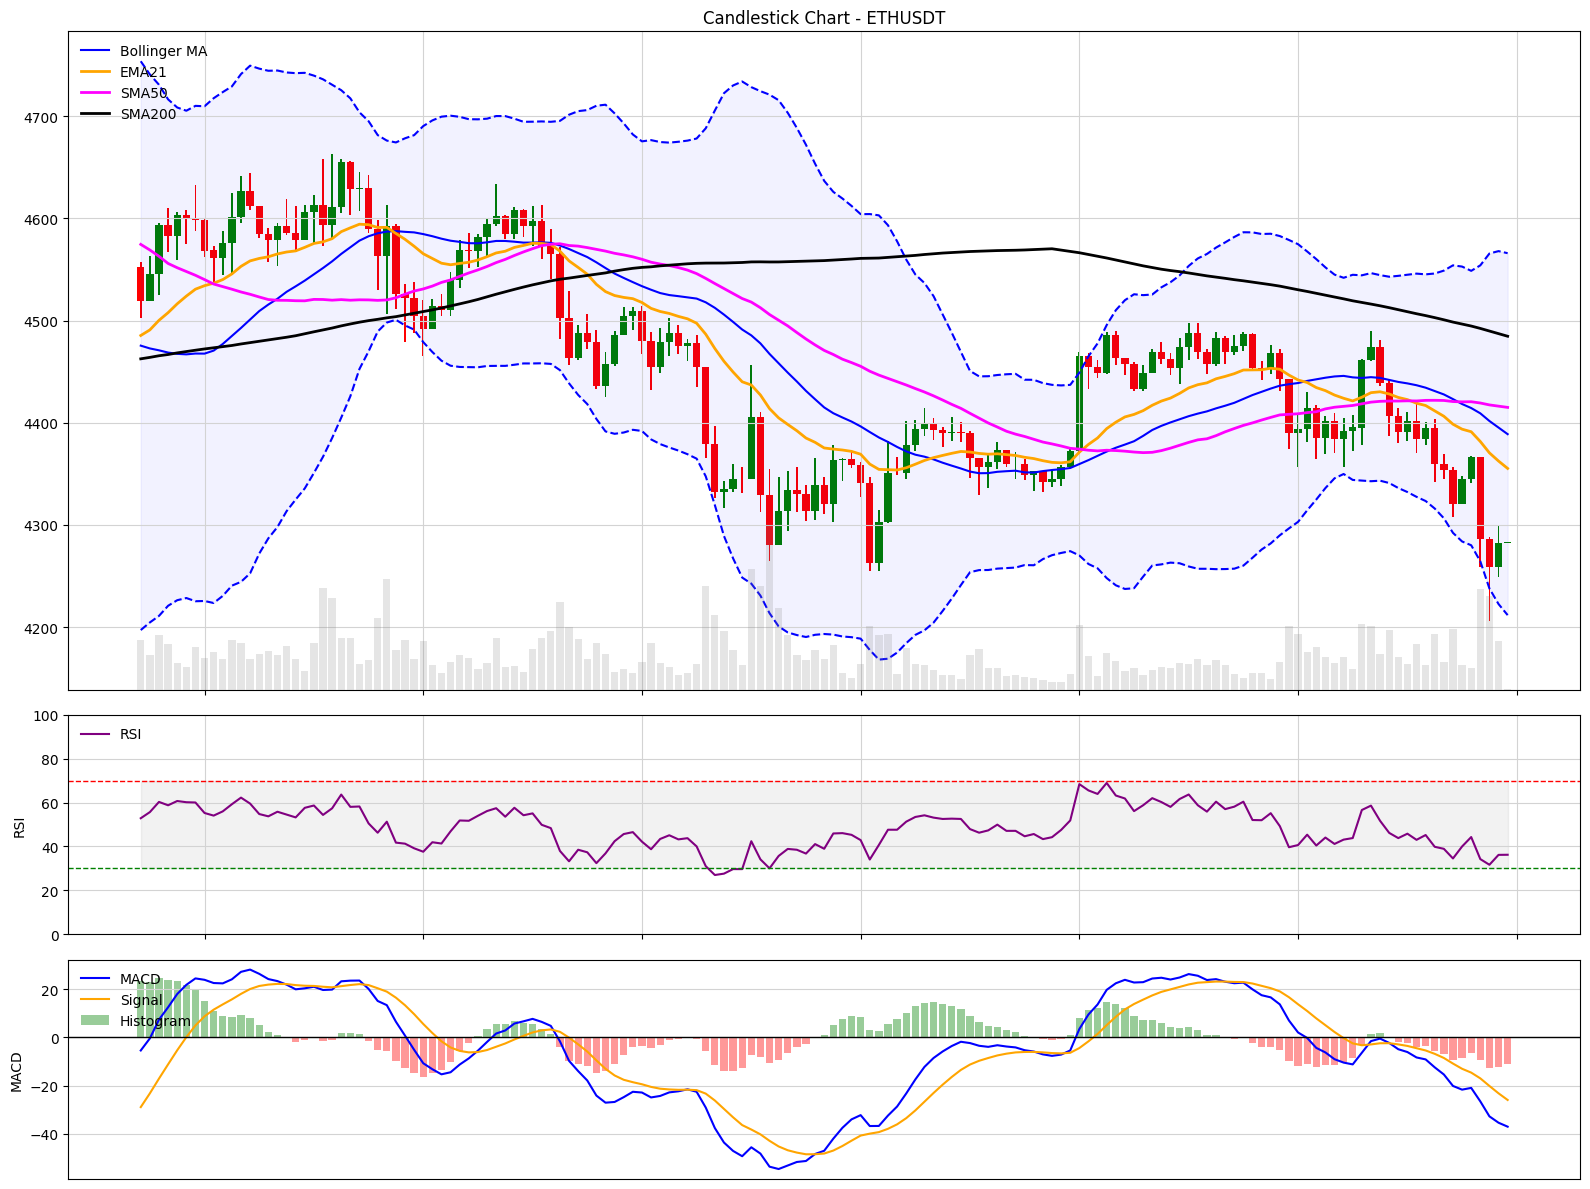 Candlestick Chart - ETHUSDT
Bollinger MA
EMA21
SMA50
SMA200
4700
4600
4500
4400
4300
4200
100
80
60
40
20
0
RSI
RSI
20
0
−20
−40
MACD
MACD
Signal
Histogram